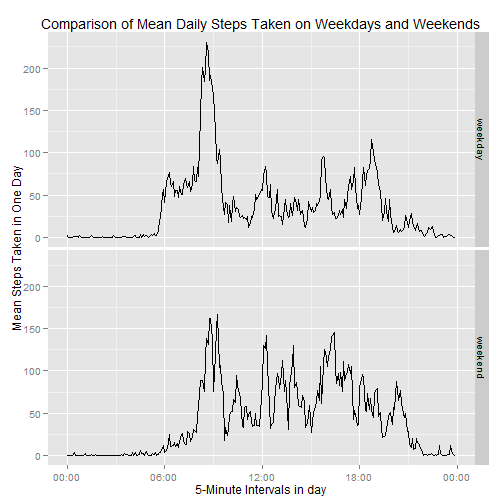 Comparison of Mean Daily Steps Taken on Weekdays and Weekends
Mean Steps Taken in One Day
200
150
100
50
0
weekday
200
150
100
50
0
weekend
00:00 06:00 12:00 18:00 00:00
5-Minute Intervals in day